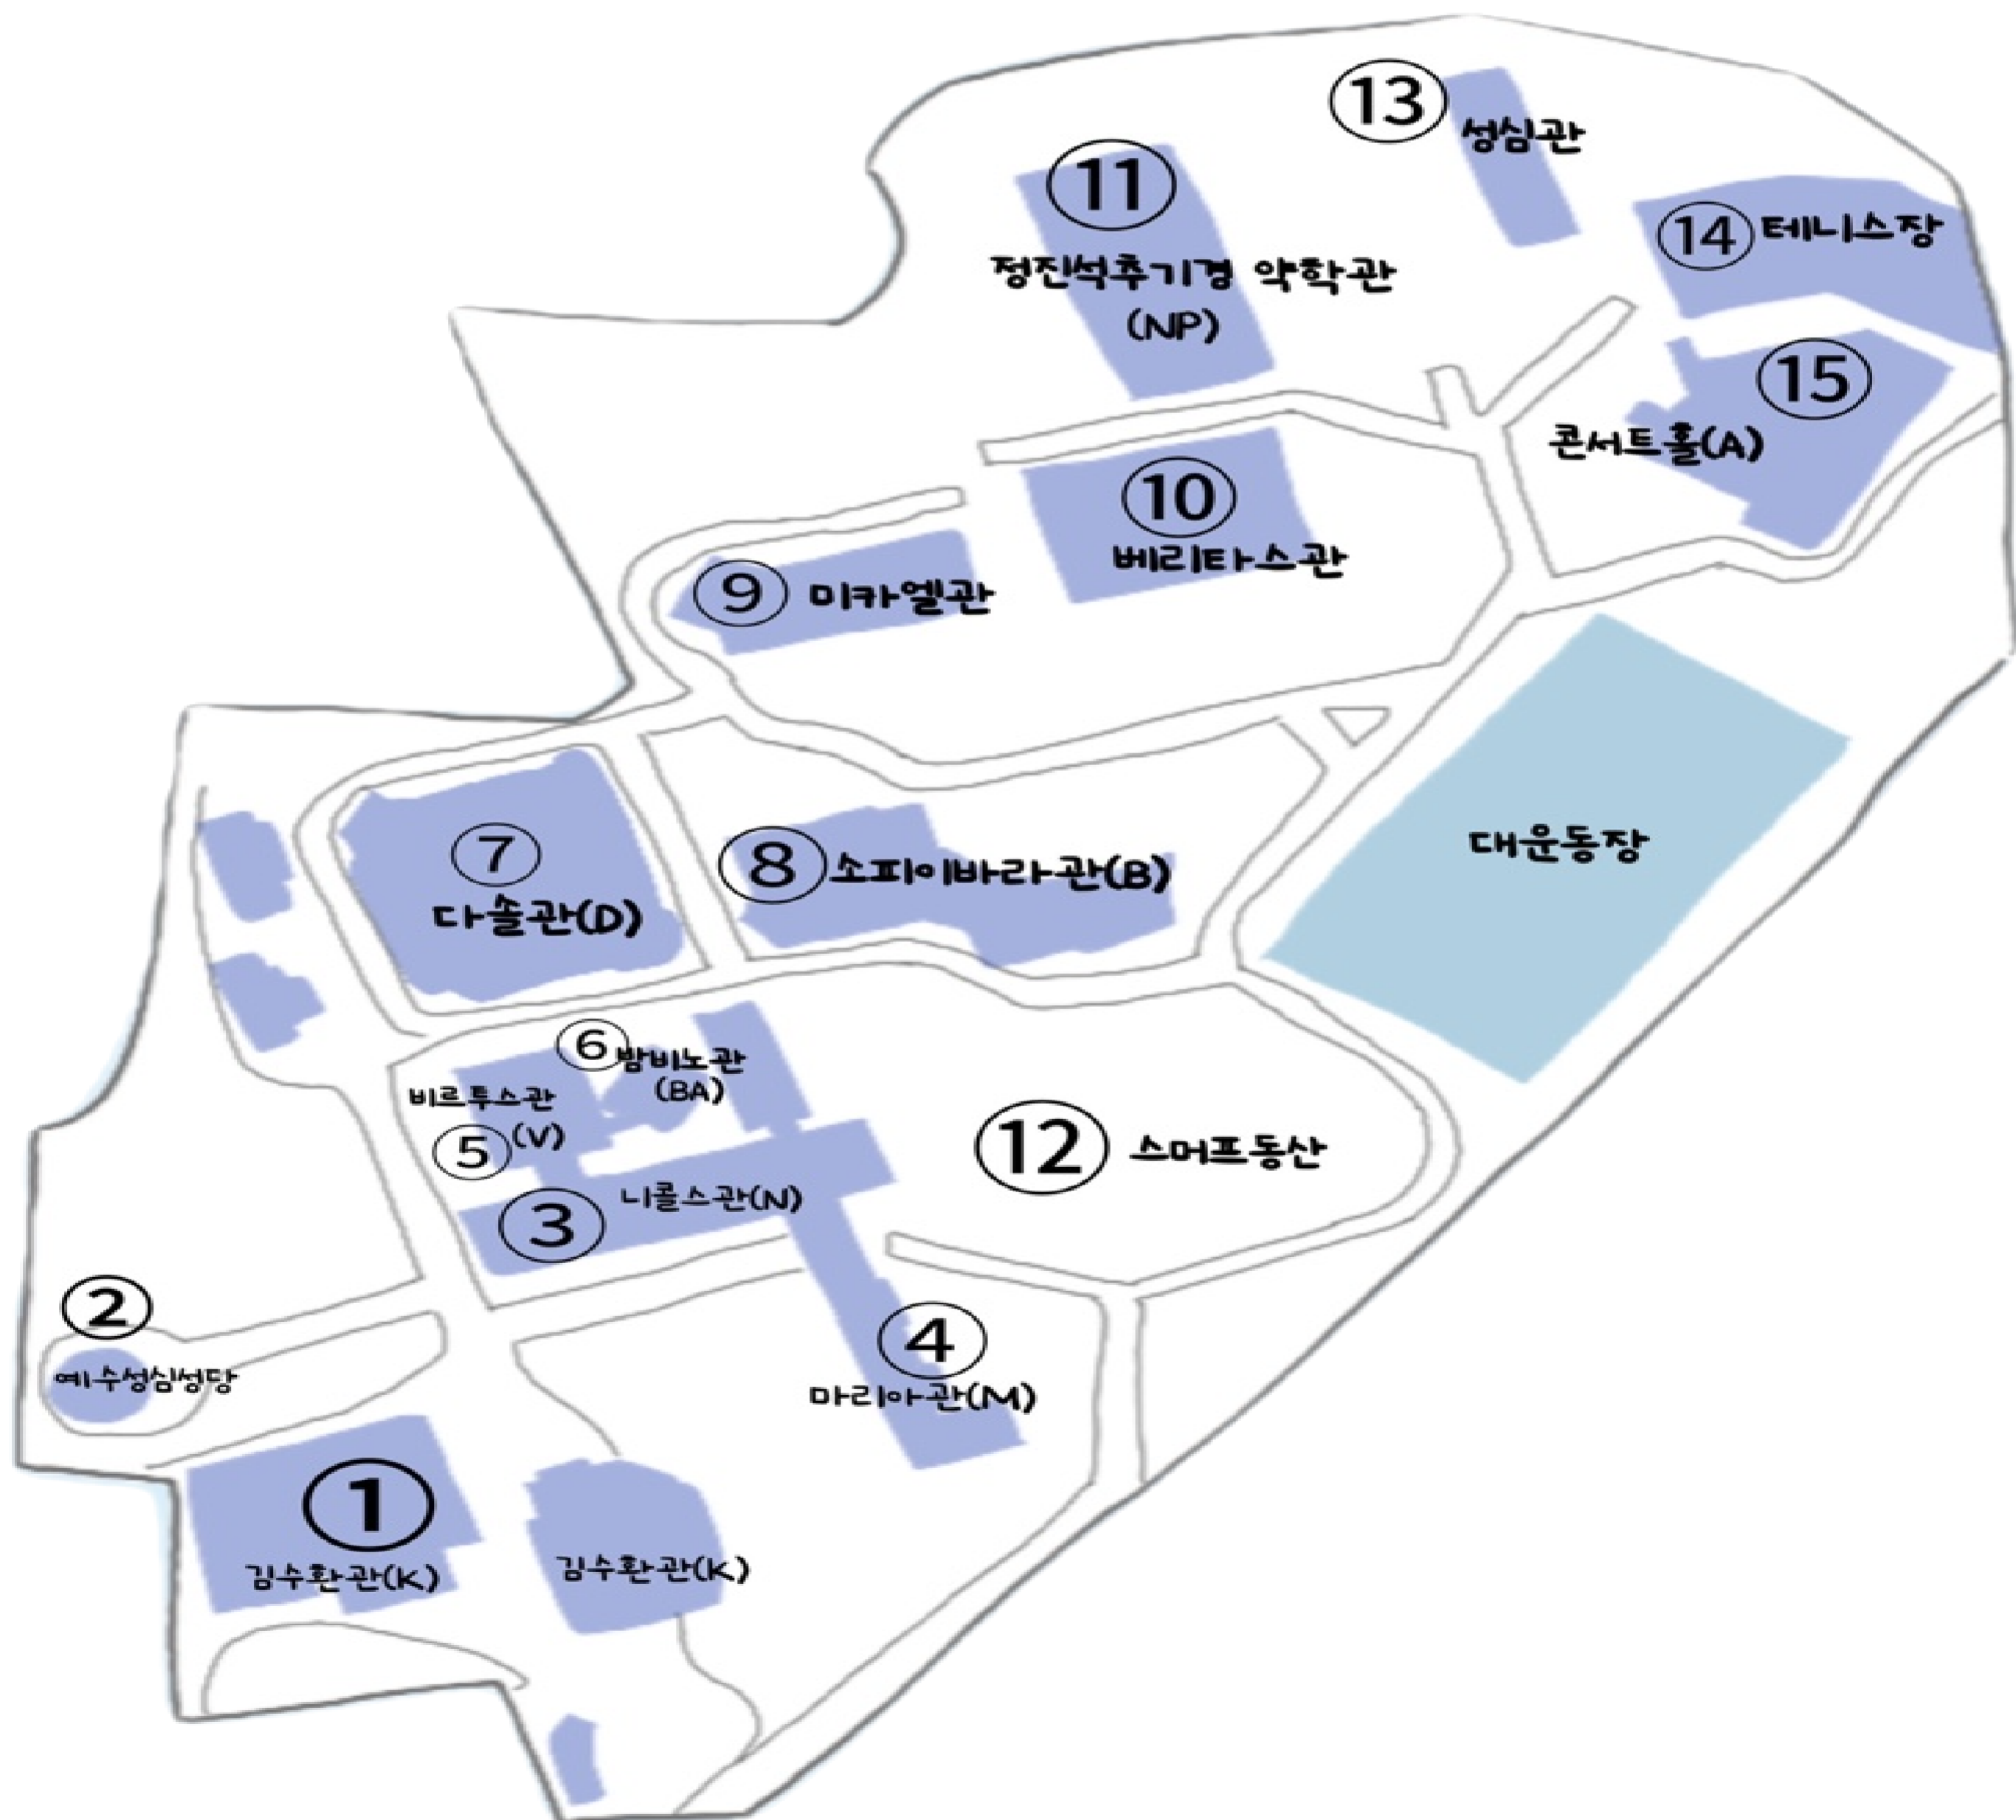 ⑬
성심관
⑪
정진석추기경 약학관
(NP)
⑭ 테니스장
⑮
콘서트홀(A)
⑩
베리타스관
⑨ 미카엘관
대운동장
⑦
다솔관(D)
⑧ 소피이바라관(B)
⑥ 밤비노관
(BA)
비르투스관
⑤ (V)
⑫ 스머프동산
③ 니콜스관(N)
②
예수성심성당
④
마리아관(M)
①
김수환관(K)
김수환관(K)